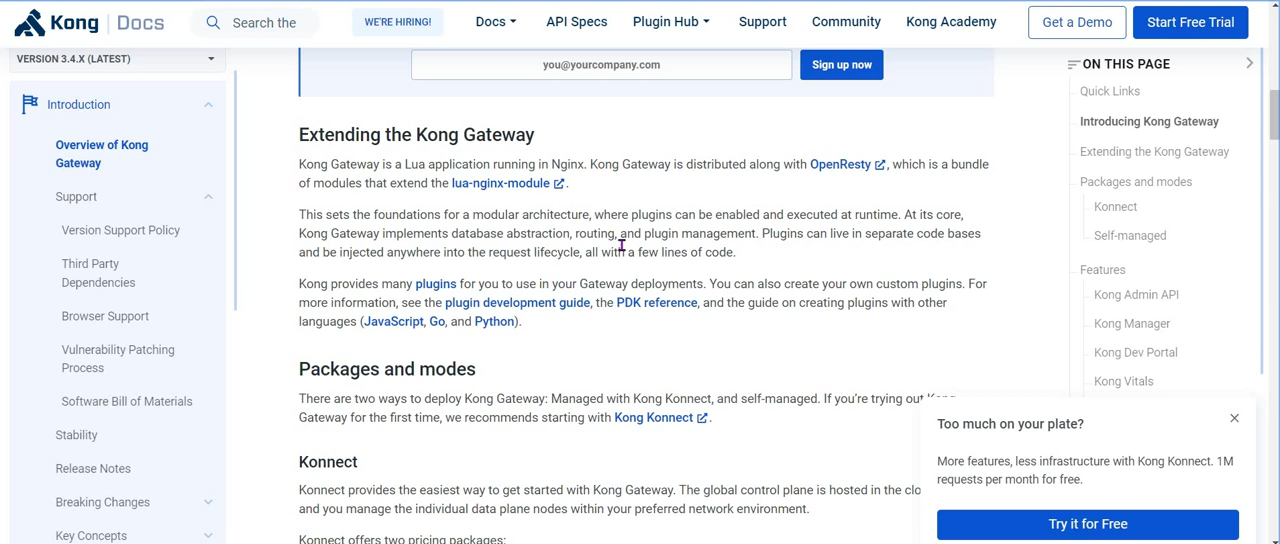 Kong Docs
Search the
WE'RE HIRING!
Docs
API Specs
Plugin Hub
Support
Community
Kong Academy
Get a Demo
Start Free Trial
VERSION 3.4.X (LATEST)
Introduction
Overview of Kong
Gateway
Support
Version Support Policy
Third Party
Dependencies
Browser Support
Vulnerability Patching
Process
Software Bill of Materials
Stability
Release Notes
Breaking Changes
Key Concepts
you@yourcompany.com
Sign up now
Extending the Kong Gateway
Kong Gateway is a Lua application running in Nginx. Kong Gateway is distributed along with OpenResty, which is a bundle
of modules that extend the lua-nginx-module.
This sets the foundations for a modular architecture, where plugins can be enabled and executed at runtime. At its core,
Kong Gateway implements database abstraction, routing, and plugin management. Plugins can live in separate code bases
and be injected anywhere into the request lifecycle, all with a few lines of code.
Kong provides many plugins for you to use in your Gateway deployments. You can also create your own custom plugins. For
more information, see the plugin development guide, the PDK reference, and the guide on creating plugins with other
languages (JavaScript, Go, and Python).
Packages and modes
There are two ways to deploy Kong Gateway: Managed with Kong Konnect, and self-managed. If you're trying out Kong
Gateway for the first time, we recommends starting with Kong Konnect.
Konnect
Konnect provides the easiest way to get started with Kong Gateway. The global control plane is hosted in the
and you manage the individual data plane nodes within your preferred network environment.
Konnect offers two pricing packages:
ON THIS PAGE
Quick Links
Introducing Kong Gateway
Extending the Kong Gateway
Packages and modes
Konnect
Self-managed
Features
Kong Admin API
Kong Manager
Kong Dev Portal
Kong Vitals
Too much on your plate?
More features, less infrastructure with Kong Konnect. 1M
requests per month for free.
Try it for Free